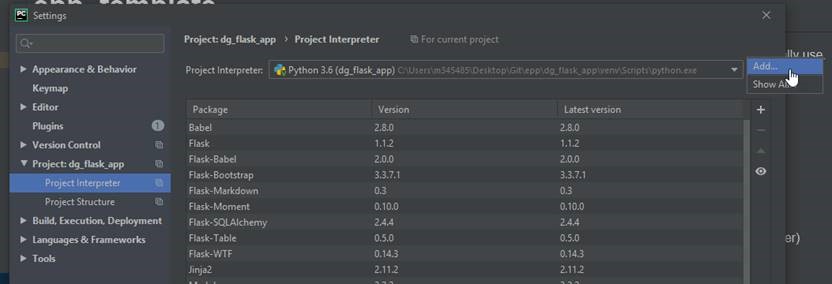 app_template
PC Settings
Project: dg_flask_app > Project Interpreter For current project
Appearance & Behavior
Keymap
Editor
Plugins 1
Version Control
Project: dg_flask_app
Project Interpreter
Project Structure
Build, Execution, Deployment
Languages & Frameworks
Tools
Project Interpreter: Python 3.6 (dg_flask_app) C:\Users\m345485\Desktop\Git\epp\dg_flask_app\venv\Scripts\python.exe
Add...
Show All
Package Version Latest version
Babel 2.8.0 2.8.0
Flask 1.1.2 1.1.2
Flask-Babel 2.0.0 2.0.0
Flask-Bootstrap 3.3.7.1 3.3.7.1
Flask-Markdown 0.3 0.3
Flask-Moment 0.10.0 0.10.0
Flask-SQLAlchemy 2.4.4 2.4.4
Flask-Table 0.5.0 0.5.0
Flask-WTF 0.14.3 0.14.3
Jinja2 2.11.2 2.11.2
ally use
er)